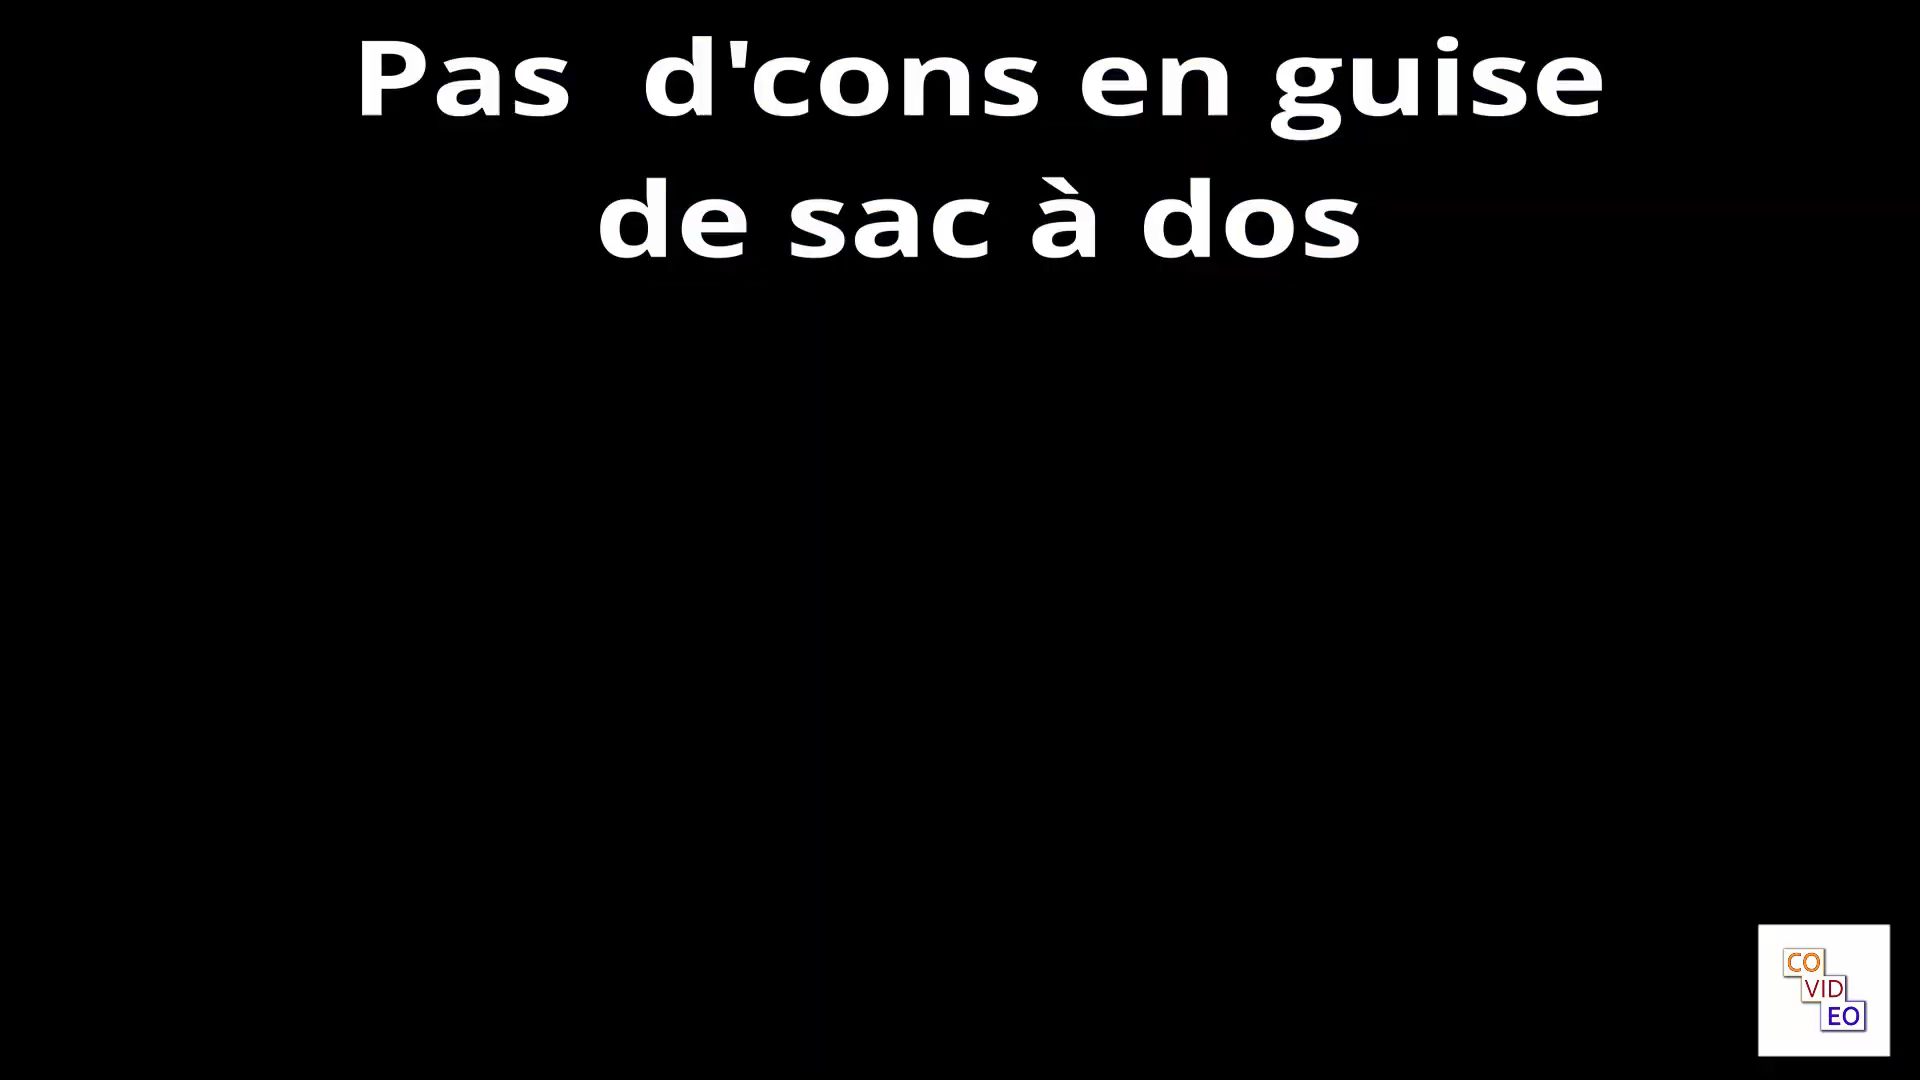 Pas  d'cons en guise
de sac à dos
CO
VID
EO